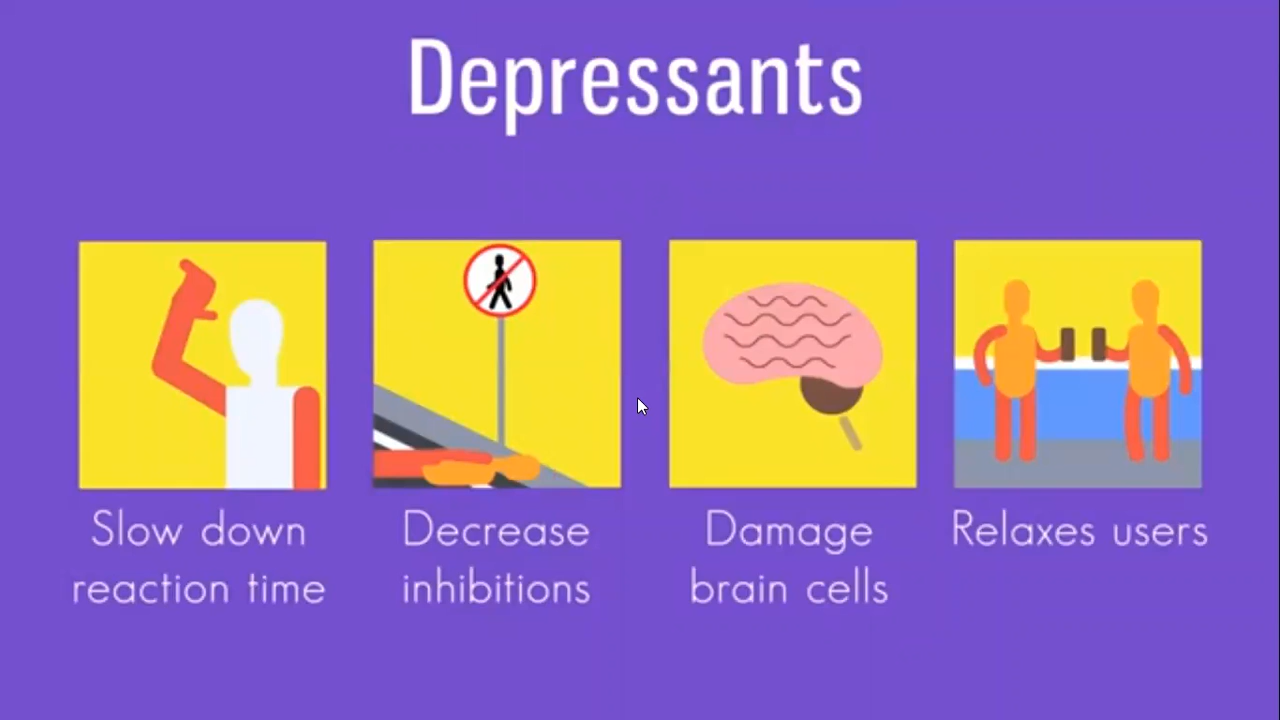 Depressants
Slow down
reaction time
Decrease
inhibitions
Damage
brain cells
Relaxes users